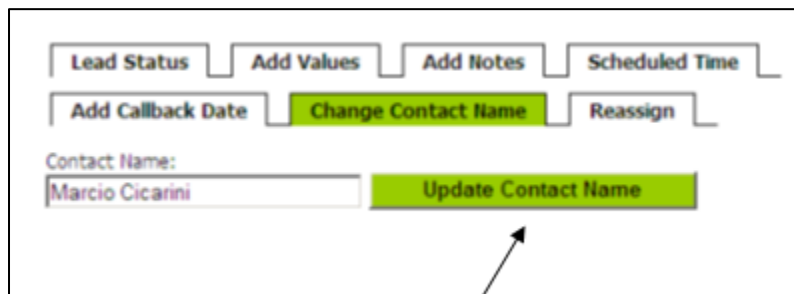 Lead Status Add Values Add Notes Scheduled Time
Add Callback Date Change Contact Name Reassign
Contact Name:
Marcio Cicarini Update Contact Name